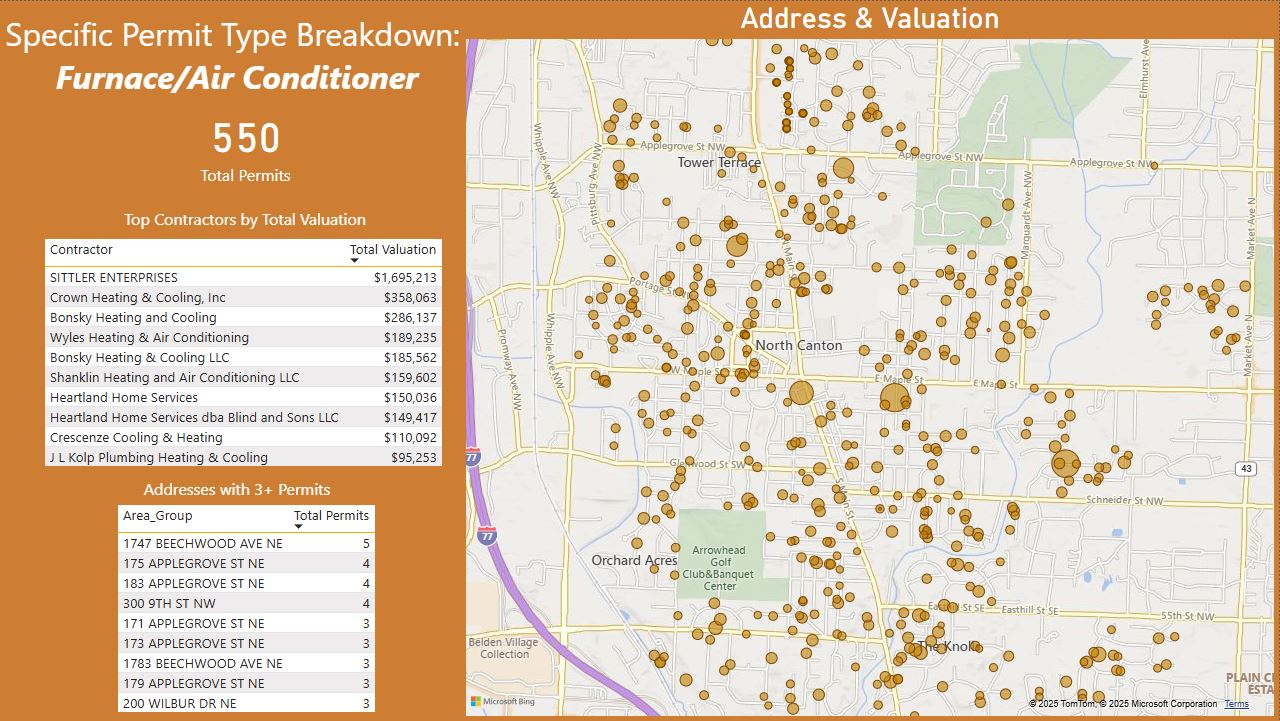 Specific Permit Type Breakdown:
Furnace/Air Conditioner
550
Total Permits
Top Contractors by Total Valuation
Contractor Total Valuation
SITTLER ENTERPRISES $1,695,213
Crown Heating & Cooling, Inc $358,063
Bonsky Heating and Cooling $286,137
Wyles Heating & Air Conditioning $189,235
Bonsky Heating & Cooling LLC $185,562
Shanklin Heating and Air Conditioning LLC $159,602
Heartland Home Services $150,036
Heartland Home Services dba Blind and Sons LLC $149,417
Crescenze Cooling & Heating $110,092
J L Kolp Plumbing Heating & Cooling $95,253
Addresses with 3+ Permits
Area_Group Total Permits
1747 BEECHWOOD AVE NE 5
175 APPLEGROVE ST NE 4
183 APPLEGROVE ST NE 4
300 9TH ST NW 4
171 APPLEGROVE ST NE 3
173 APPLEGROVE ST NE 3
1783 BEECHWOOD AVE NE 3
179 APPLEGROVE ST NE 3
200 WILBUR DR NE 3
Address & Valuation
Elmhurst Ave
Whipple Ave NW
Pittsburg Ave NW
Applegrove St NW
Tower Terrace
Applegrove St NW
Applegrove St NW
Marquardt Ave NW
Market Ave N
N Main S
Portage St N
Whipple Ave NW
Promway Ave NW
North Canton
Market Ave N
W Maple S
E Maple St
E Maple St
77
Glenwood St SW
43
S Main St
Schneider St NW
77
Orchard Acres
Arrowhead
Golf
Club&Banquet
Center
St SE
Easthill St SE
55th St NW
Belden Village
Collection
The Knoll
PLAIN C
ESTA
Microsoft Bing
© 2025 TomTom, © 2025 Microsoft Corporation Terms